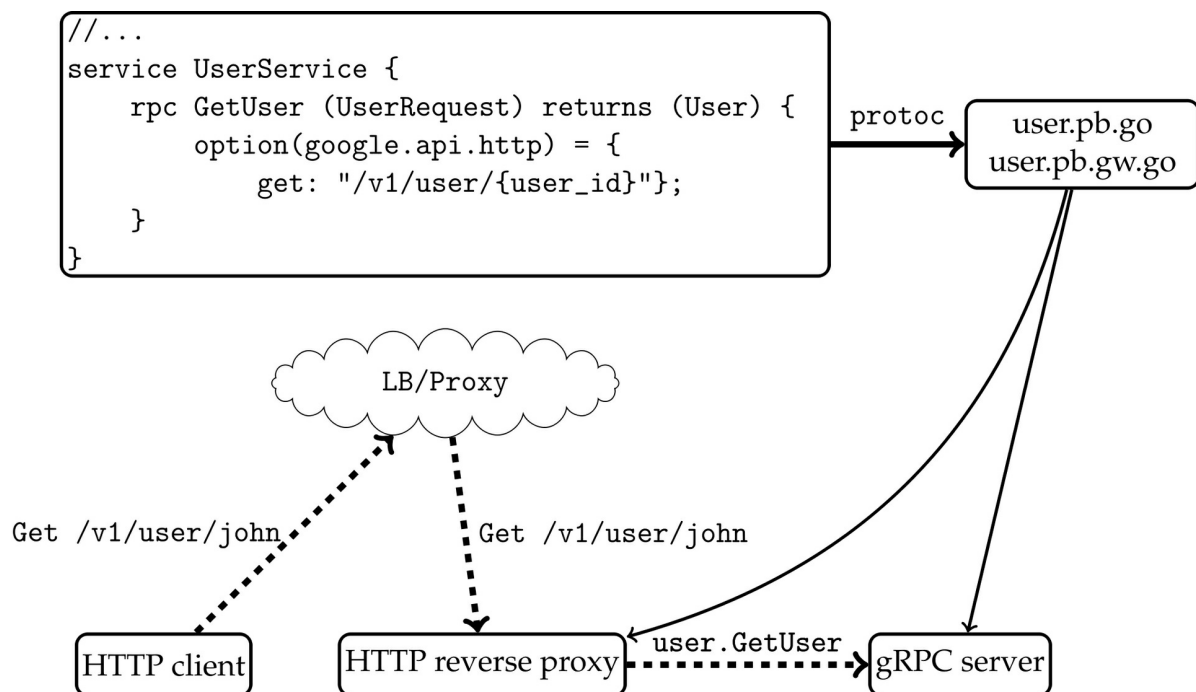 //...
service UserService {
    rpc GetUser (UserRequest) returns (User) {
        option(google.api.http) = {
            get: "/v1/user/{user_id}"};
    }
}
protoc
user.pb.go
user.pb.gw.go
LB/Proxy
Get /v1/user/john
Get /v1/user/john
HTTP client
HTTP reverse proxy
user.GetUser
gRPC server